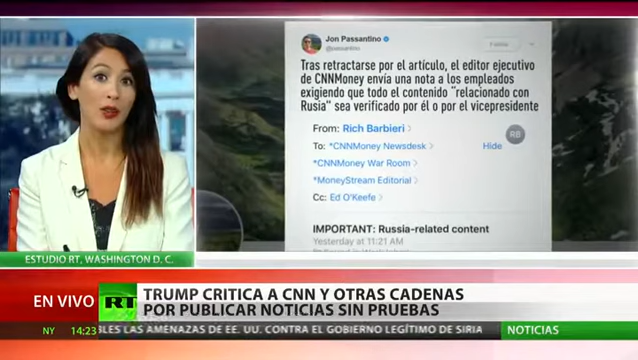 Jon Passantino
@passantino
Tras retractarse por el artículo, el editor ejecutivo
de CNNMoney envía una nota a los empleados
exigiendo que todo el contenido "relacionado con
Rusia" sea verificado por él o por el vicepresidente
From: Rich Barbieri
RB
To: *CNNMoney Newsdesk
Hide
*CNNMoney War Room
*MoneyStream Editorial
Cc: Ed O'Keefe
IMPORTANT: Russia-related content
Yesterday at 11:21 AM
ESTUDIO RT, WASHINGTON D. C.
EN VIVO
RT
TRUMP CRITICA A CNN Y OTRAS CADENAS
POR PUBLICAR NOTICIAS SIN PRUEBAS
NY 14:23 BLES LAS AMENAZAS DE EE. UU. CONTRA EL GOBIERNO LEGÍTIMO DE SIRIA
NOTICIAS